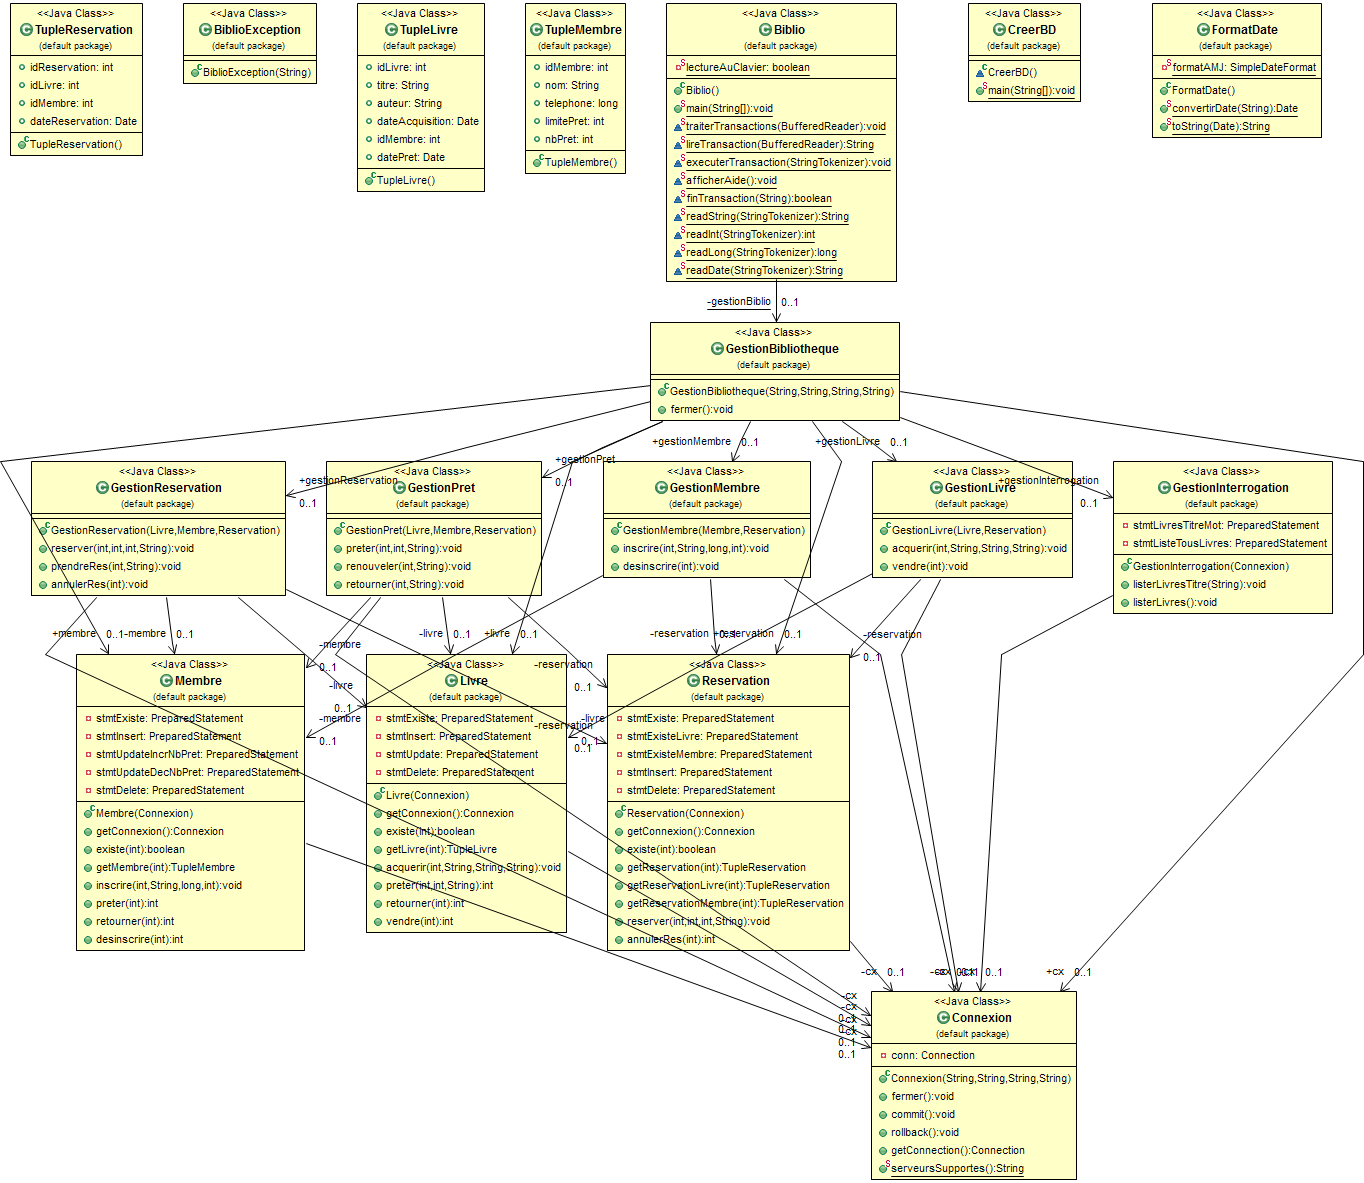 <<Java Class>>
TupleReservation
(default package)
idReservation: int
idLivre: int
idMembre: int
dateReservation: Date
TupleReservation()
<<Java Class>>
BiblioException
(default package)
BiblioException(String)
<<Java Class>>
TupleLivre
(default package)
idLivre: int
titre: String
auteur: String
dateAcquisition: Date
idMembre: int
datePret: Date
TupleLivre()
<<Java Class>>
TupleMembre
(default package)
idMembre: int
nom: String
telephone: long
limitePret: int
nbPret: int
TupleMembre()
<<Java Class>>
Biblio
(default package)
lectureAuClavier: boolean
Biblio()
main(String[]):void
traiterTransactions(BufferedReader):void
lireTransaction(BufferedReader):String
executerTransaction(StringTokenizer):void
afficherAide():void
finTransaction(String):boolean
readString(StringTokenizer):String
readInt(StringTokenizer):int
readLong(StringTokenizer):long
readDate(StringTokenizer):String
<<Java Class>>
CreerBD
(default package)
CreerBD()
main(String[]):void
<<Java Class>>
FormatDate
(default package)
formatAMJ: SimpleDateFormat
FormatDate()
convertirDate(String):Date
toString(Date):String
-gestionBiblio 0..1
<<Java Class>>
GestionBibliotheque
(default package)
GestionBibliotheque(String,String,String,String)
fermer():void
+gestionReservation
0..1
+gestionPret
0..1
+gestionMembre 0..1
+gestionLivre 0..1
+gestionInterrogation
0..1
<<Java Class>>
GestionReservation
(default package)
GestionReservation(Livre,Membre,Reservation)
reserver(int,int,int,String):void
prendreRes(int,String):void
annulerRes(int):void
<<Java Class>>
GestionPret
(default package)
GestionPret(Livre,Membre,Reservation)
preter(int,int,String):void
renouveler(int,String):void
retourner(int,String):void
<<Java Class>>
GestionMembre
(default package)
GestionMembre(Membre,Reservation)
inscrire(int,String,long,int):void
desinscrire(int):void
<<Java Class>>
GestionLivre
(default package)
GestionLivre(Livre,Reservation)
acquerir(int,String,String,String):void
vendre(int):void
<<Java Class>>
GestionInterrogation
(default package)
stmtLivresTitreMot: PreparedStatement
stmtListeTousLivres: PreparedStatement
GestionInterrogation(Connexion)
listerLivresTitre(String):void
listerLivres():void
+membre 0..1
-membre 0..1
-membre
0..1
-livre 0..1
+livre 0..1
-reservation 0..1
+reservation 0..1
-reservation
0..1
-livre
0..1
-membre
0..1
-reservation
0..1
-reservation
0..1
-livre
0..1
<<Java Class>>
Membre
(default package)
stmtExiste: PreparedStatement
stmtInsert: PreparedStatement
stmtUpdateIncrNbPret: PreparedStatement
stmtUpdateDecNbPret: PreparedStatement
stmtDelete: PreparedStatement
Membre(Connexion)
getConnexion():Connexion
existe(int):boolean
getMembre(int):TupleMembre
inscrire(int,String,long,int):void
preter(int):int
retourner(int):int
desinscrire(int):int
<<Java Class>>
Livre
(default package)
stmtExiste: PreparedStatement
stmtInsert: PreparedStatement
stmtUpdate: PreparedStatement
stmtDelete: PreparedStatement
Livre(Connexion)
getConnexion():Connexion
existe(int):boolean
getLivre(int):TupleLivre
acquerir(int,String,String,String):void
preter(int,int,String):int
retourner(int):int
vendre(int):int
<<Java Class>>
Reservation
(default package)
stmtExiste: PreparedStatement
stmtExisteLivre: PreparedStatement
stmtExisteMembre: PreparedStatement
stmtInsert: PreparedStatement
stmtDelete: PreparedStatement
Reservation(Connexion)
getConnexion():Connexion
existe(int):boolean
getReservation(int):TupleReservation
getReservationLivre(int):TupleReservation
getReservationMembre(int):TupleReservation
reserver(int,int,int,String):void
annulerRes(int):int
-cx 0..1
-cx 0..1
-cx 0..1
+cx 0..1
-cx
-cx
0..1
-cx
0..1
-cx
0..1
0..1
<<Java Class>>
Connexion
(default package)
conn: Connection
Connexion(String,String,String,String)
fermer():void
commit():void
rollback():void
getConnection():Connection
serveursSupportes():String